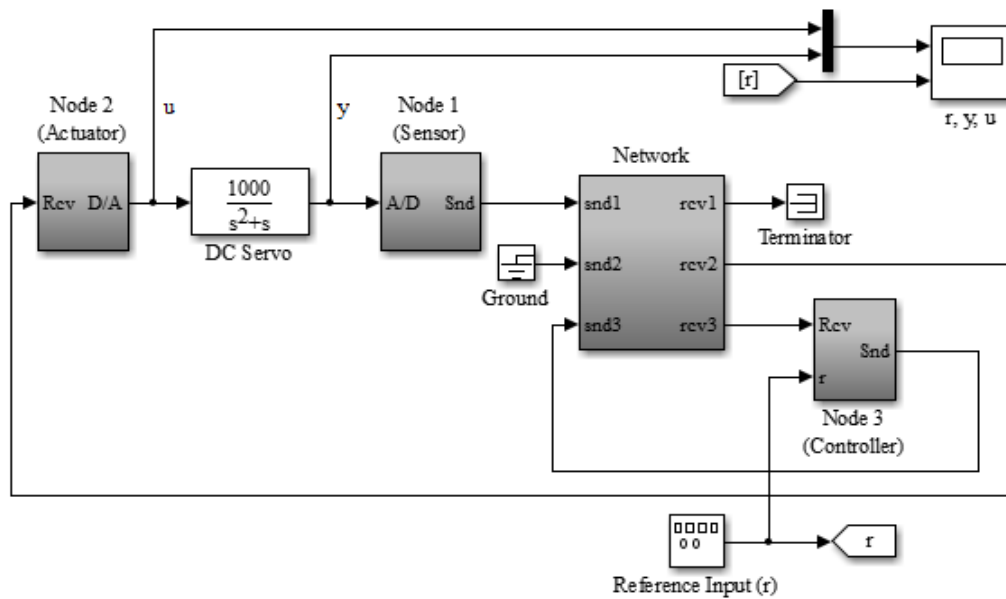 [r]
r, y, u
Node 2
(Actuator)
u
Node 1
(Sensor)
y
Network
Rcv D/A
1000
s²+s
DC Servo
A/D Snd
snd1 rcv1
Terminator
snd2 rcv2
Ground
snd3 rcv3
Rcv
Snd
r
Node 3
(Controller)
r
Reference Input (r)